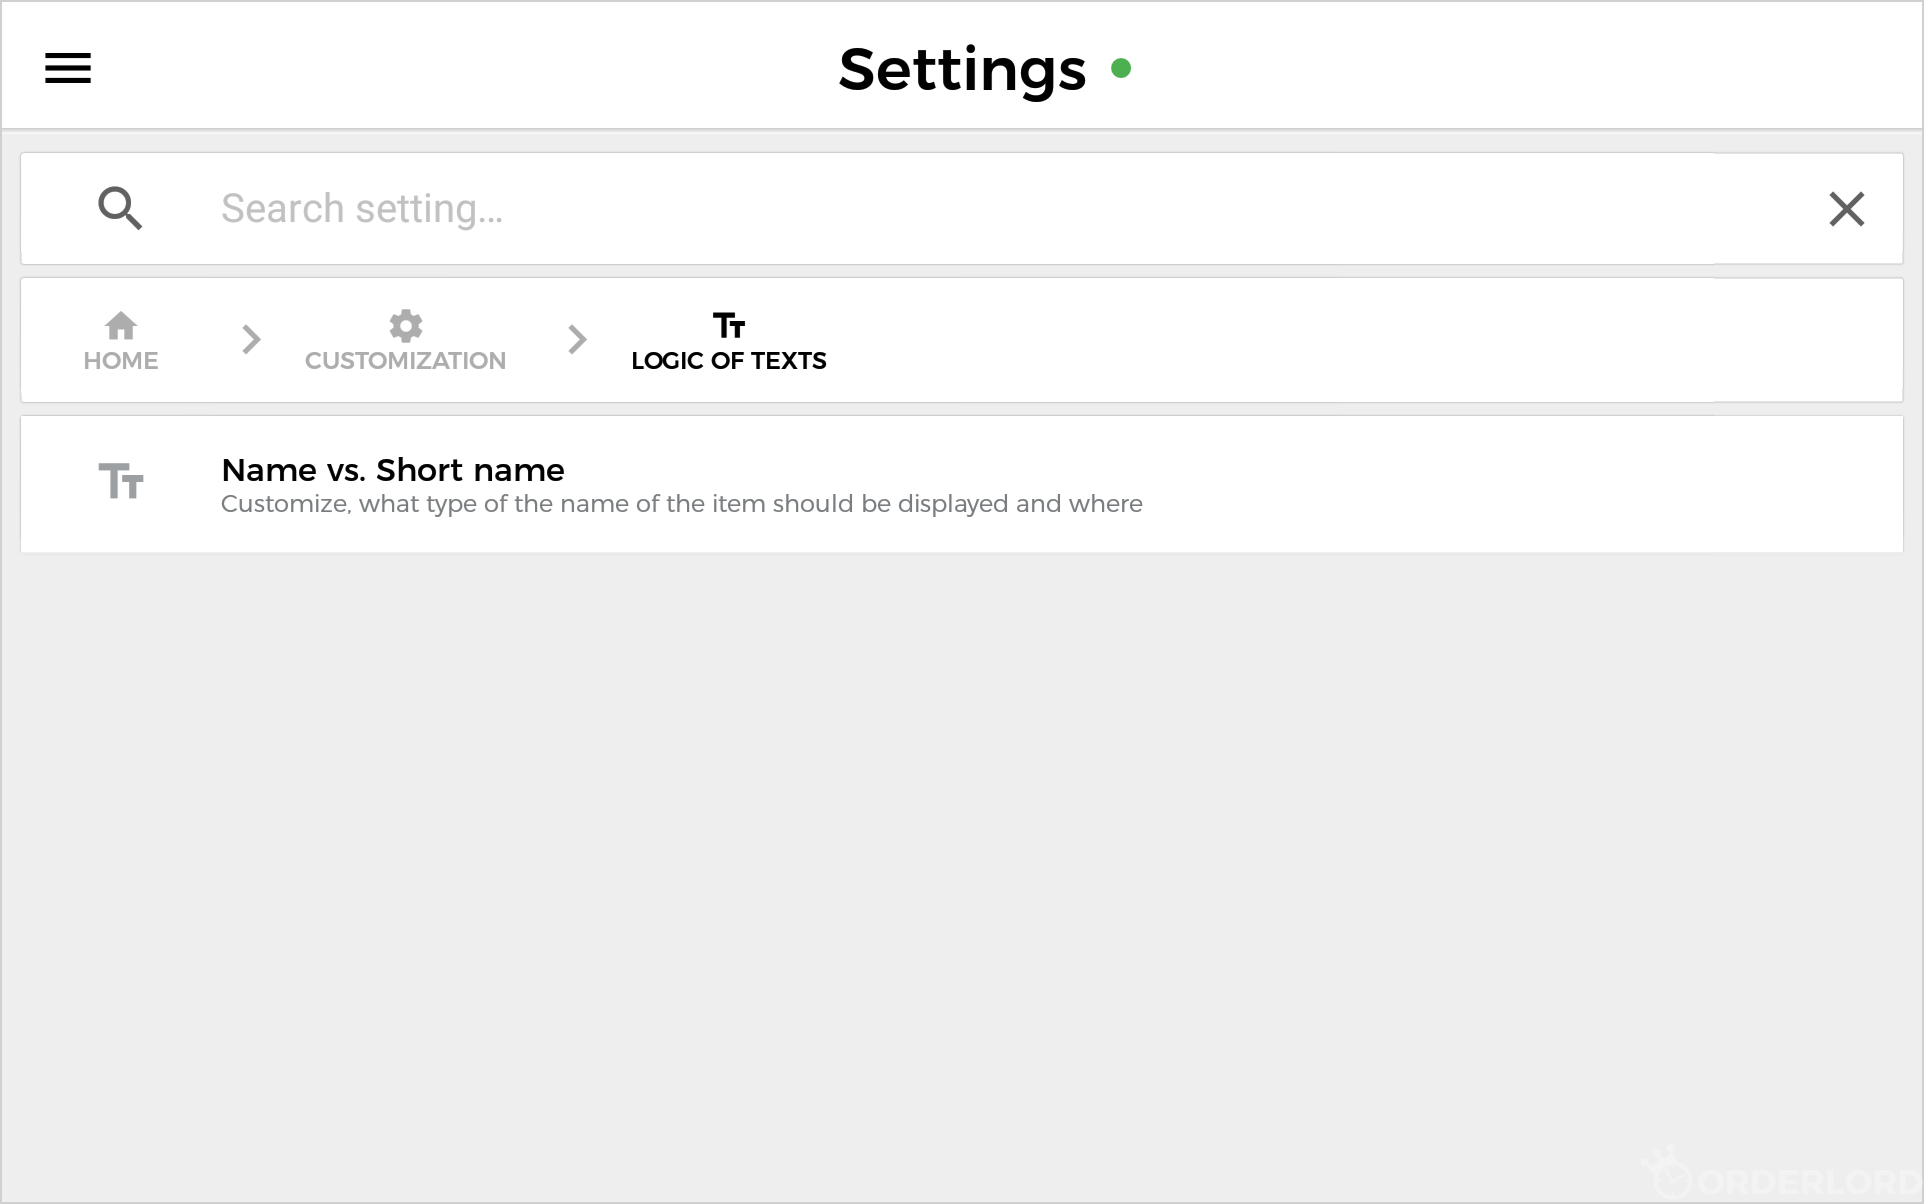 Settings
Search setting...
HOME
CUSTOMIZATION
LOGIC OF TEXTS
Name vs. Short name
Customize, what type of the name of the item should be displayed and where
ORDERLORD